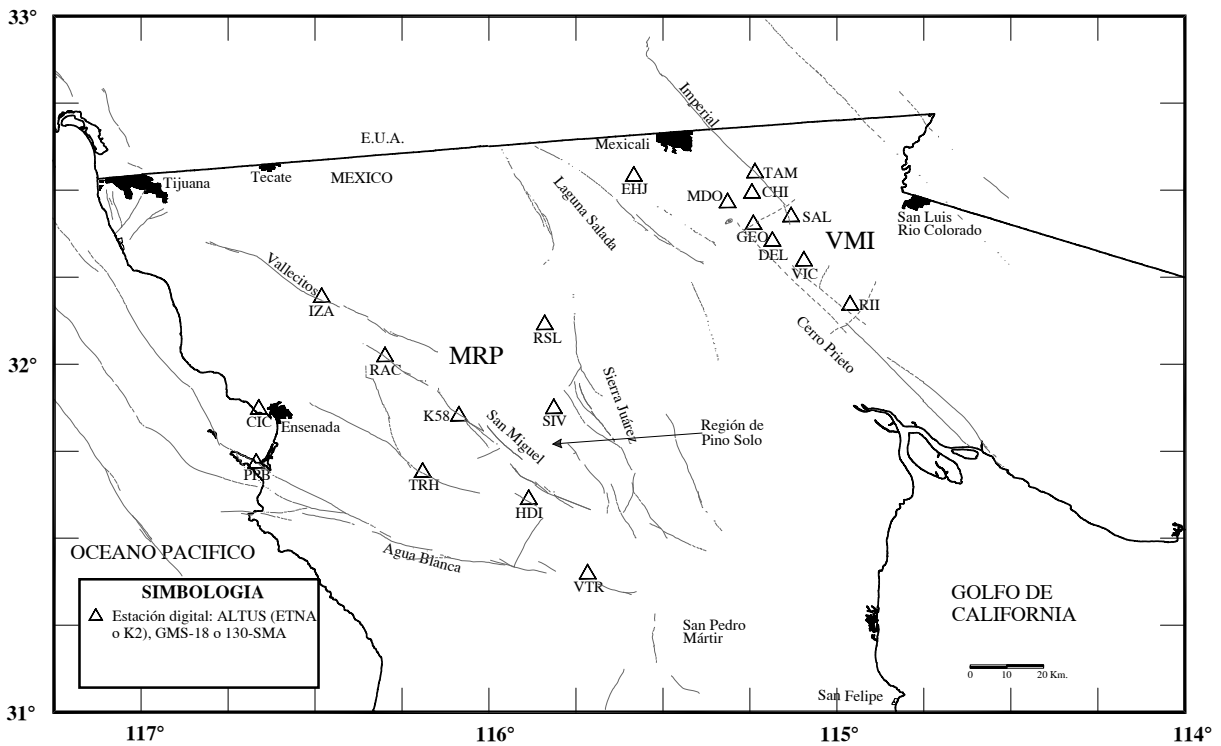 33°
Imperial
E.U.A.
Mexicali
Tijuana
Tecate
MEXICO
EHJ
TAM
CHI
MDO
Laguna Salada
SAL
San Luis
Rio Colorado
GEO
DEL
VMI
VIC
Vallecitos
IZA
RII
RSL
Cerro Prieto
32°
MRP
RAC
Sierra Juárez
CIC
Ensenada
K58
San Miguel
SIV
Región de
Pino Solo
PPB
TRH
HDI
OCEANO PACIFICO
Agua Blanca
VTR
SIMBOLOGIA
Estación digital: ALTUS (ETNA
o K2), GMS-18 o 130-SMA
GOLFO DE
CALIFORNIA
San Pedro
Mártir
0 10 20 Km.
San Felipe
31°
117° 116° 115° 114°